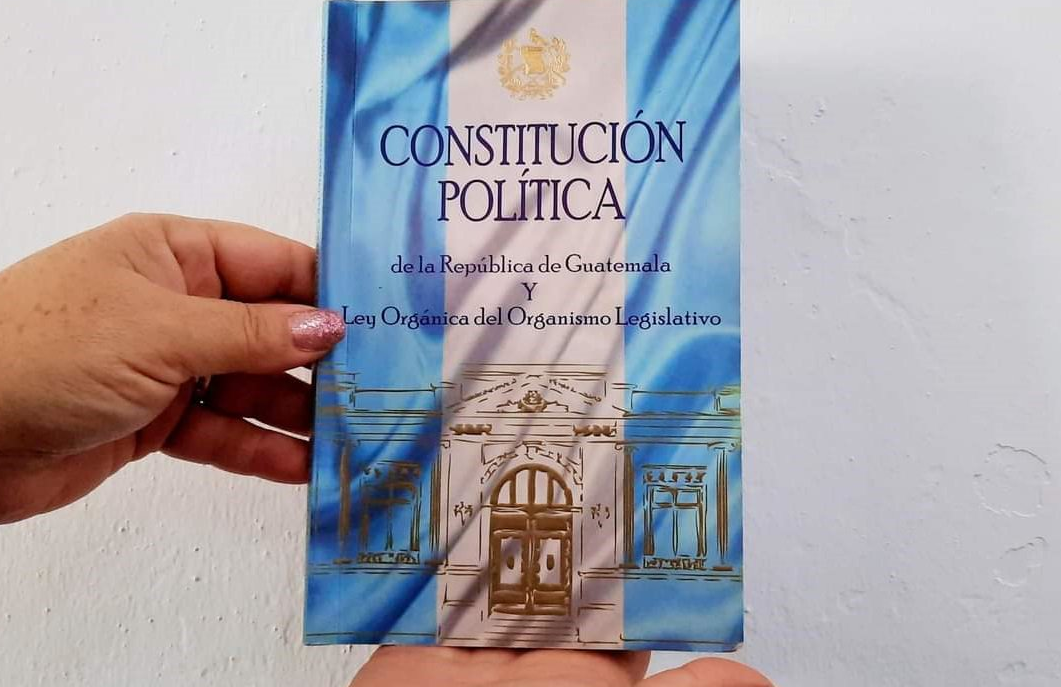 CONSTITUCIÓN
POLÍTICA
de la República de Guatemala
Y
Ley Orgánica del Organismo Legislativo